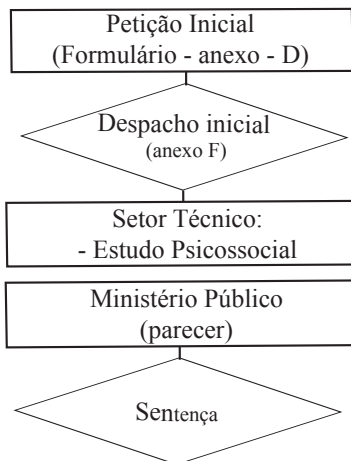 Petição Inicial
(Formulário - anexo - D)
Despacho inicial
(anexo F)
Setor Técnico:
- Estudo Psicossocial
Ministério Público
(parecer)
Sentença